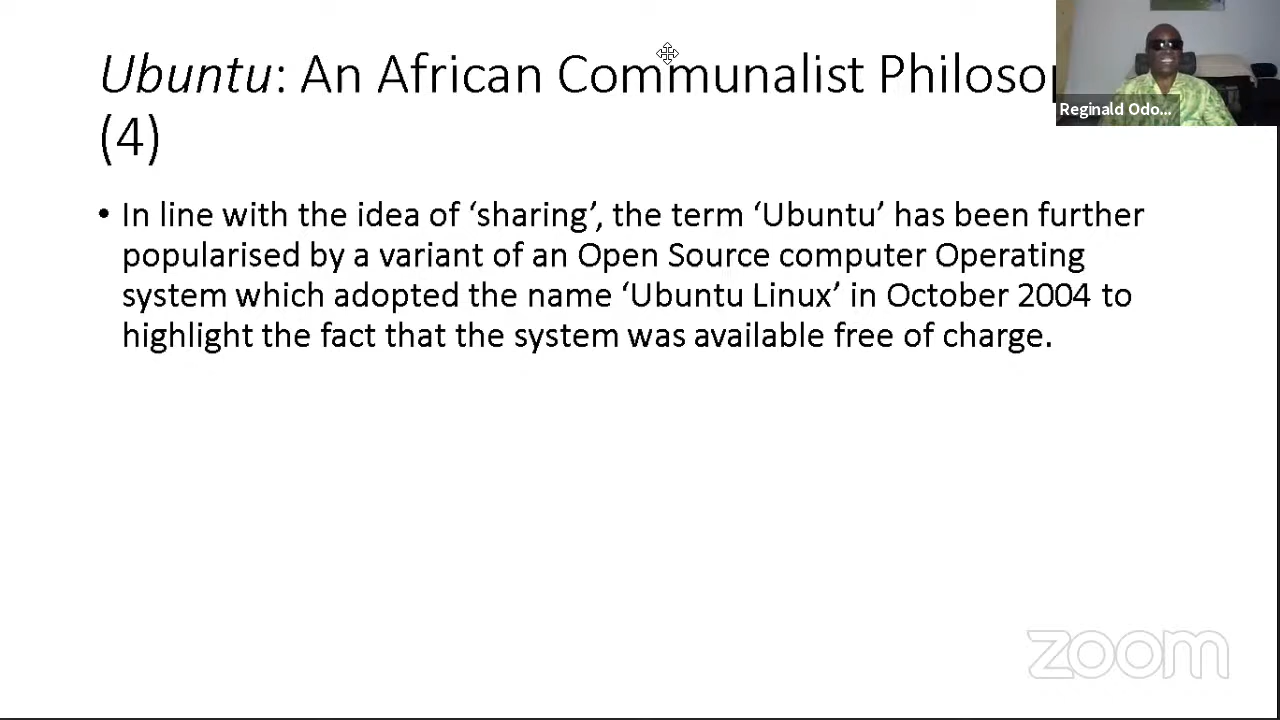 Ubuntu: An African Communalist Philoso
(4)
Reginald Odo...
• In line with the idea of ‘sharing’, the term ‘Ubuntu’ has been further
popularised by a variant of an Open Source computer Operating
system which adopted the name ‘Ubuntu Linux’ in October 2004 to
highlight the fact that the system was available free of charge.
zoom